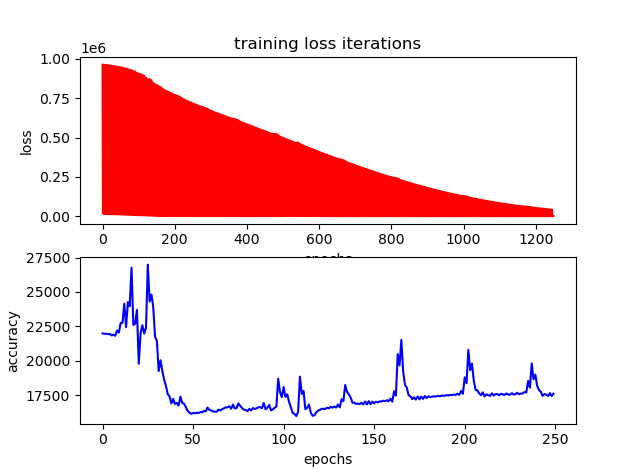 training loss iterations
1e6
1.00
0.75
0.50
0.25
0.00
loss
0 200 400 600 800 1000 1200
epochs
27500
25000
22500
20000
17500
accuracy
0 50 100 150 200 250
epochs